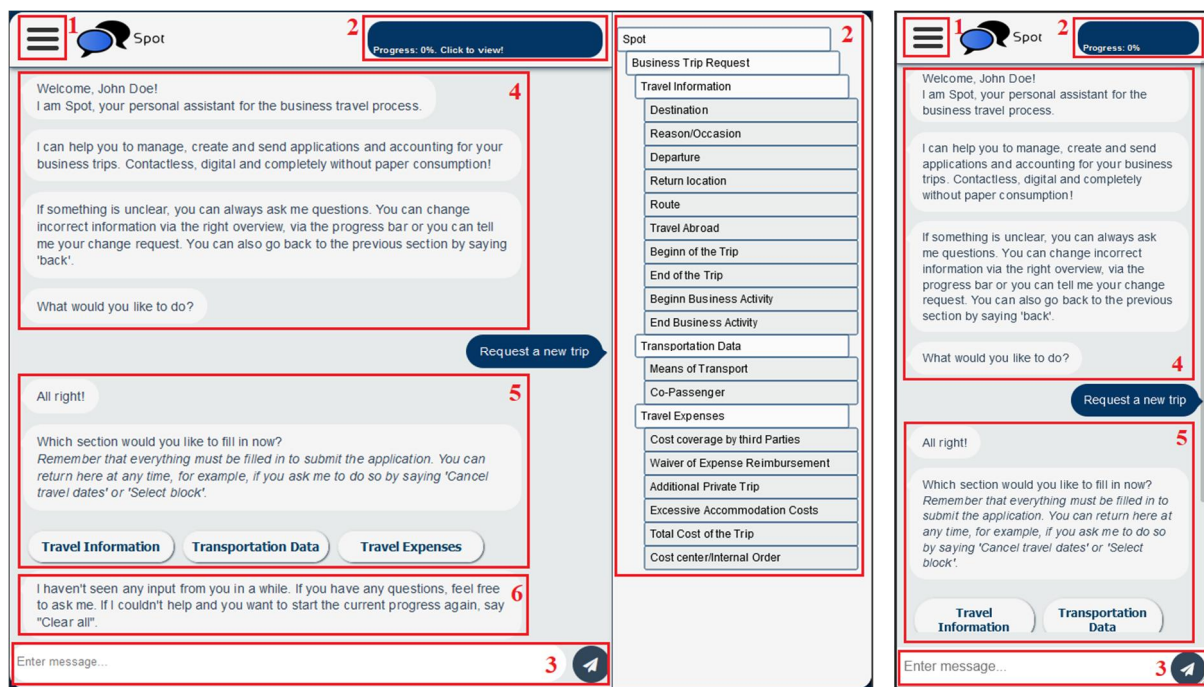 1
Spot
2
Progress: 0%. Click to view!
4
Welcome, John Doe!
I am Spot, your personal assistant for the business travel process.
I can help you to manage, create and send applications and accounting for your
business trips. Contactless, digital and completely without paper consumption!
If something is unclear, you can always ask me questions. You can change
incorrect information via the right overview, via the progress bar or you can tell
me your change request. You can also go back to the previous section by saying
'back'.
What would you like to do?
Request a new trip
5
All right!
Which section would you like to fill in now?
Remember that everything must be filled in to submit the application. You can
return here at any time, for example, if you ask me to do so by saying 'Cancel
travel dates' or 'Select block'.
Travel Information
Transportation Data
Travel Expenses
6
I haven't seen any input from you in a while. If you have any questions, feel free
to ask me. If I couldn't help and you want to start the current progress again, say
"Clear all".
Enter message...
3
2
Spot
Business Trip Request
Travel Information
Destination
Reason/Occasion
Departure
Return location
Route
Travel Abroad
Beginn of the Trip
End of the Trip
Beginn Business Activity
End Business Activity
Transportation Data
Means of Transport
Co-Passenger
Travel Expenses
Cost coverage by third Parties
Waiver of Expense Reimbursement
Additional Private Trip
Excessive Accommodation Costs
Total Cost of the Trip
Cost center/Internal Order
1
Spot
2
Progress: 0%
Welcome, John Doe!
I am Spot, your personal assistant for the
business travel process.
I can help you to manage, create and send
applications and accounting for your business
trips. Contactless, digital and completely
without paper consumption!
If something is unclear, you can always ask
me questions. You can change incorrect
information via the right overview, via the
progress bar or you can tell me your change
request. You can also go back to the previous
section by saying 'back'.
What would you like to do?
4
Request a new trip
5
All right!
Which section would you like to fill in now?
Remember that everything must be filled in to
submit the application. You can return here at
any time, for example, if you ask me to do so
by saying 'Cancel travel dates' or 'Select
block'.
Travel
Information
Transportation
Data
Enter message...
3